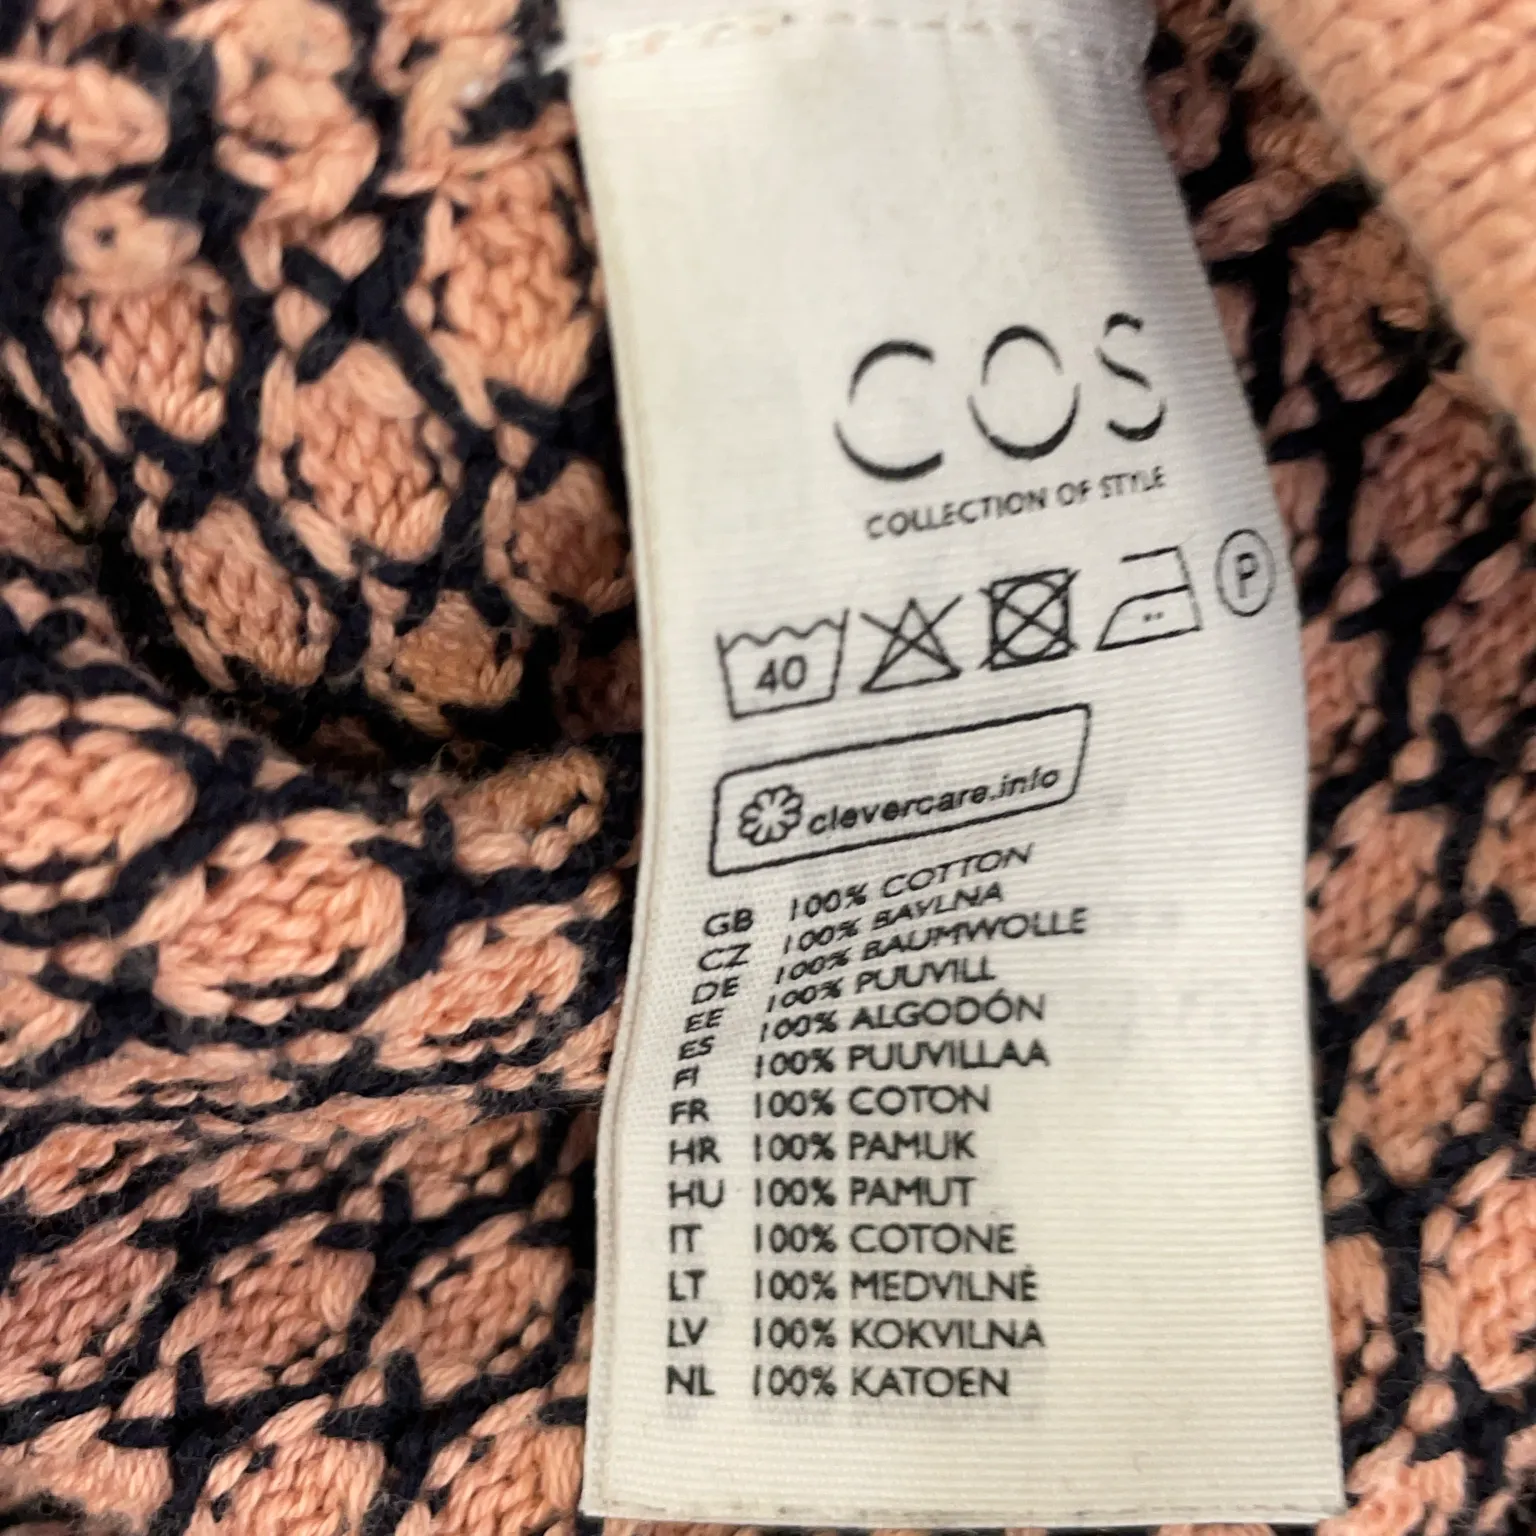 COS
COLLECTION OF STYLE
40 P
clevercare.info
GB 100% COTTON
CZ 100% BAVLNA
DE 100% BAUMWOLLE
EE 100% PUUVILL
ES 100% ALGODÓN
FI 100% PUUVILLAA
FR 100% COTON
HR 100% PAMUK
HU 100% PAMUT
IT 100% COTONE
LT 100% MEDVILNĖ
LV 100% KOKVILNA
NL 100% KATOEN